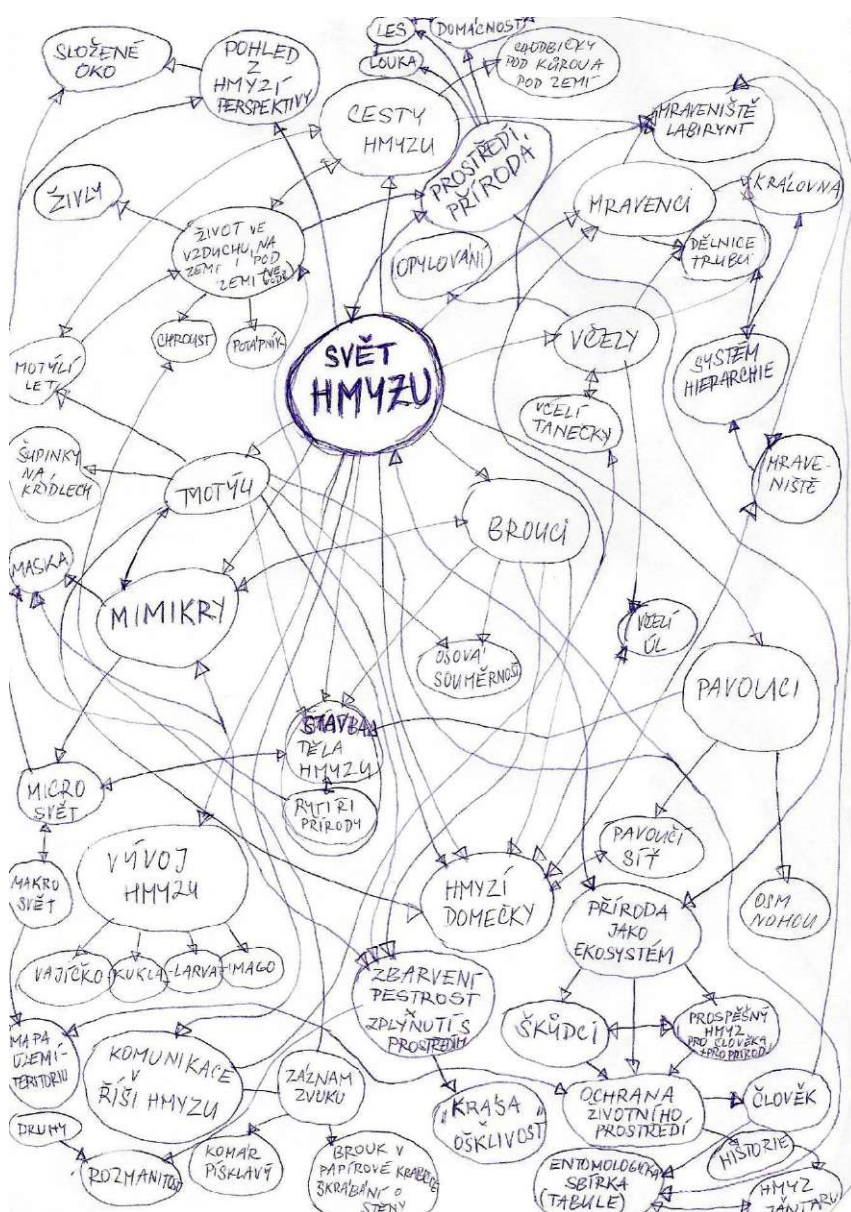 LES
DOMÁCNOST
LOUKA
CHODBIČKY
POD KŮROU A
POD ZEMÍ
SLOŽENÉ
OKO
POHLED
Z
HMYZÍ
PERSPEKTIVY
CESTY
HMYZU
PROSTŘEDÍ,
PŘÍRODA
MRAVENIŠTĚ
LABIRYNT
MRAVENCI
KRÁLOVNA
DĚLNICE
TRUBCI
ŽIVLY
ŽIVOT VE
VZDUCHU, NA
ZEMI I POD
ZEMÍ (VE
VODĚ)
OPYLOVÁNÍ
CHROUST
POTÁPNÍK
MOTÝLÍ
LET
SVĚT
HMYZU
VČELY
VČELÍ
TANEČKY
SYSTÉM
HIERARCHIE
MRAVE-
NIŠTĚ
ŠUPINKY
NA
KŘÍDLECH
MOTÝLI
BROUCI
MASKA
MIMIKRY
OSOVÁ
SOUMĚRNOST
VČELÍ
ÚL
PAVOUCI
STAVBA
TĚLA
HMYZU
RYTÍŘI
PŘÍRODY
MICRO
SVĚT
MAKRO
SVĚT
VÝVOJ
HMYZU
VAJÍČKO
KUKLA
LARVA
IMAGO
HMYZÍ
DOMEČKY
PAVOUČÍ
SÍŤ
OSM
NOHOU
PŘÍRODA
JAKO
EKOSYSTÉM
ZBARVENÍ
PESTROST
×
ZPLYNUTÍ S
PROSTŘEDÍM
ŠKŮDCI
PROSPĚŠNÝ
HMYZ
PRO ČLOVĚKA
+ PRO PŘÍRODU
MAPA
ÚZEMÍ-
TERITORIU
KOMUNIKACE
V
ŘÍŠI HMYZU
ZÁZNAM
ZVUKU
„KRÁSA"
OŠKLIVOST
OCHRANA
ŽIVOTNÍHO
PROSTŘEDÍ
ČLOVĚK
HISTORIE
DRUHY
ROZMANITOST
KOMÁR
PÍSKLAVÝ
BROUK V
PAPÍROVÉ KRABIČCE
ŠKRÁBÁNÍ O
STĚNY
ENTOMOLOGICKÁ
SBÍRKA
(TABULE)
HMYZ
JANTARU